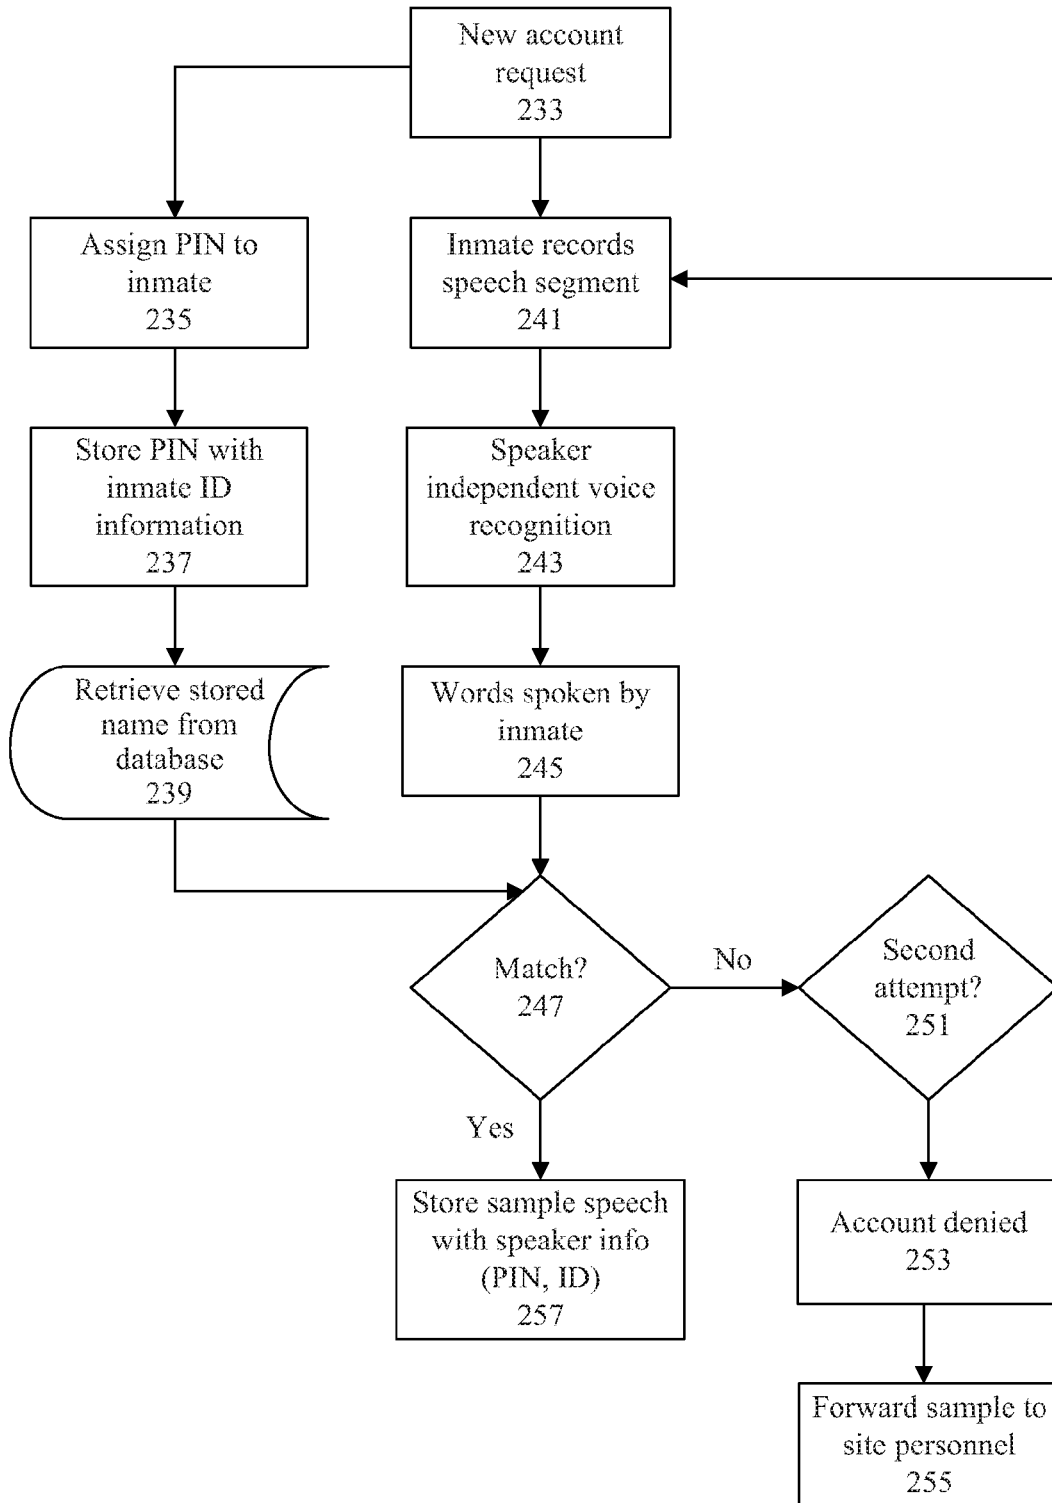 New account
request
233
Assign PIN to
inmate
235
Inmate records
speech segment
241
Store PIN with
inmate ID
information
237
Speaker
independent voice
recognition
243
Retrieve stored
name from
database
239
Words spoken by
inmate
245
Match?
247
No
Second
attempt?
251
Yes
Store sample speech
with speaker info
(PIN, ID)
257
Account denied
253
Forward sample to
site personnel
255